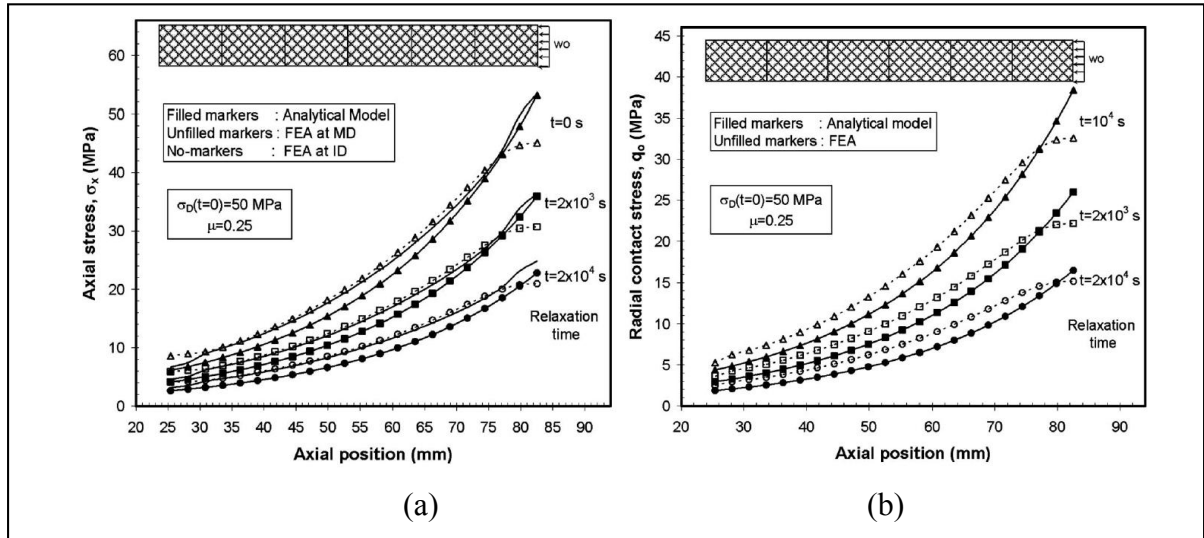 60
50
40
30
20
10
0
Axial stress, σx (MPa)
wo
Filled markers : Analytical Model
Unfilled markers : FEA at MD
No-markers : FEA at ID
σD(t=0)=50 MPa
μ=0.25
t=0 s
t=2x10³ s
t=2x10⁴ s
Relaxation
time
20 25 30 35 40 45 50 55 60 65 70 75 80 85 90
Axial position (mm)
(a)
45
40
35
30
25
20
15
10
5
0
Radial contact stress, qo (MPa)
wo
Filled markers : Analytical model
Unfilled markers : FEA
σD(t=0)=50 MPa
μ=0.25
t=10⁴ s
t=2x10³ s
t=2x10⁴ s
Relaxation
time
20 30 40 50 60 70 80 90
Axial position (mm)
(b)